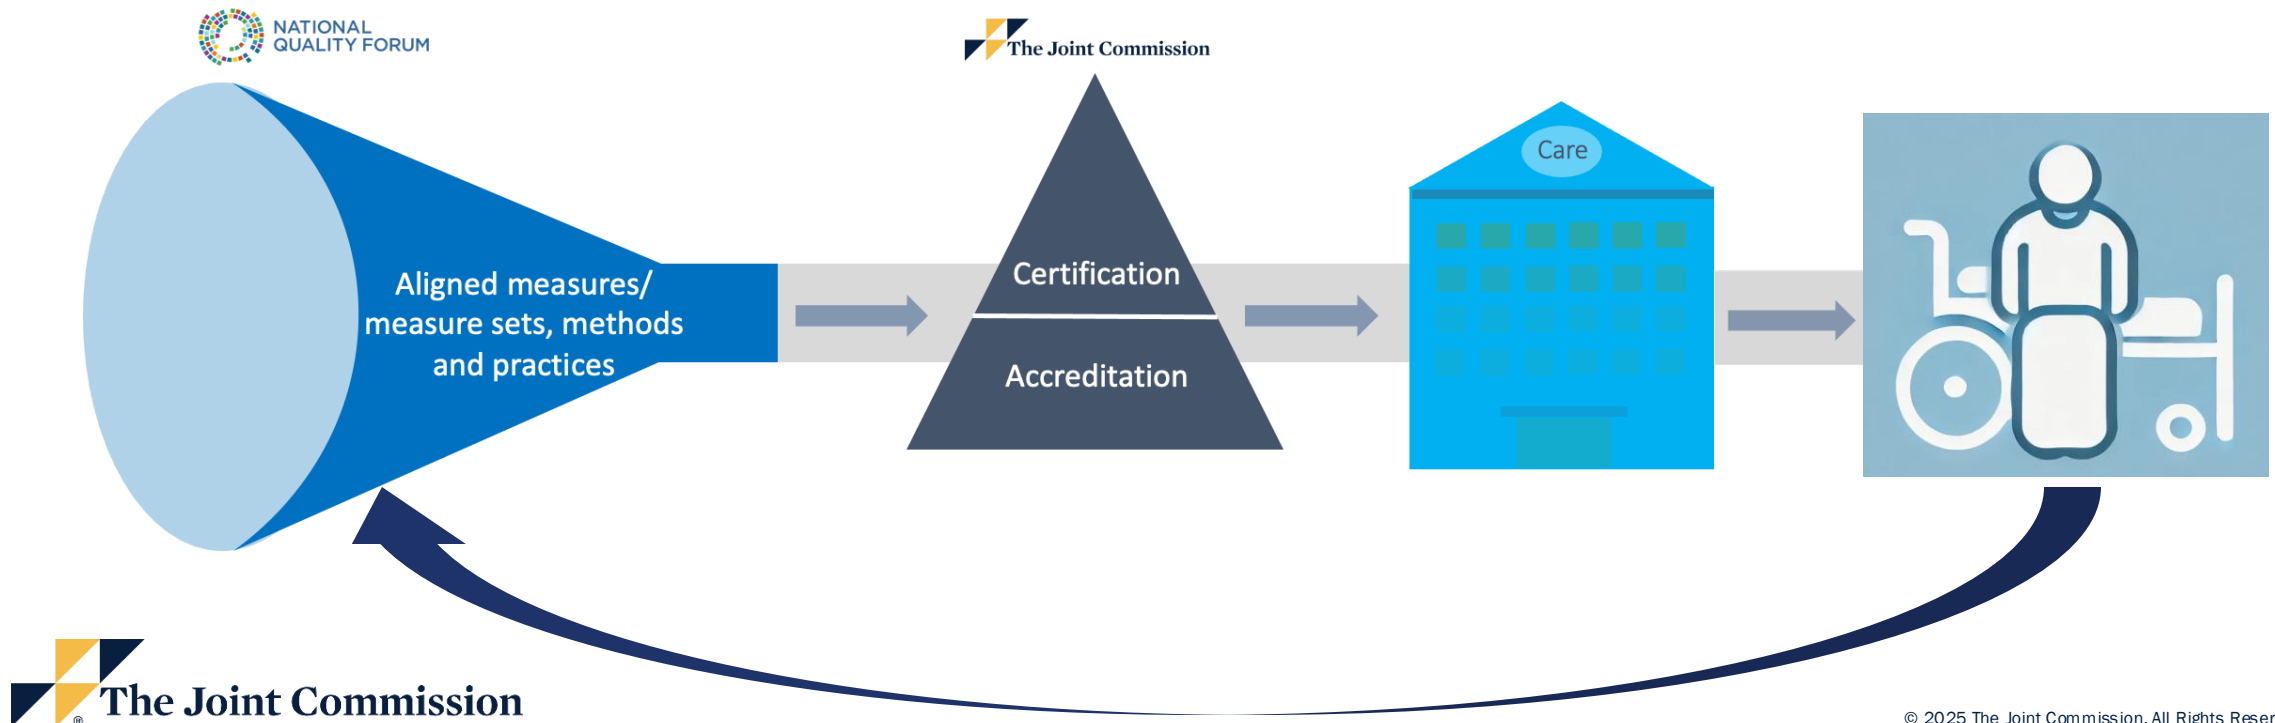 NATIONAL
QUALITY FORUM
The Joint Commission
Care
Aligned measures/
measure sets, methods
and practices
Certification
Accreditation
The Joint Commission
®
© 2025 The Joint Commission. All Rights Reser